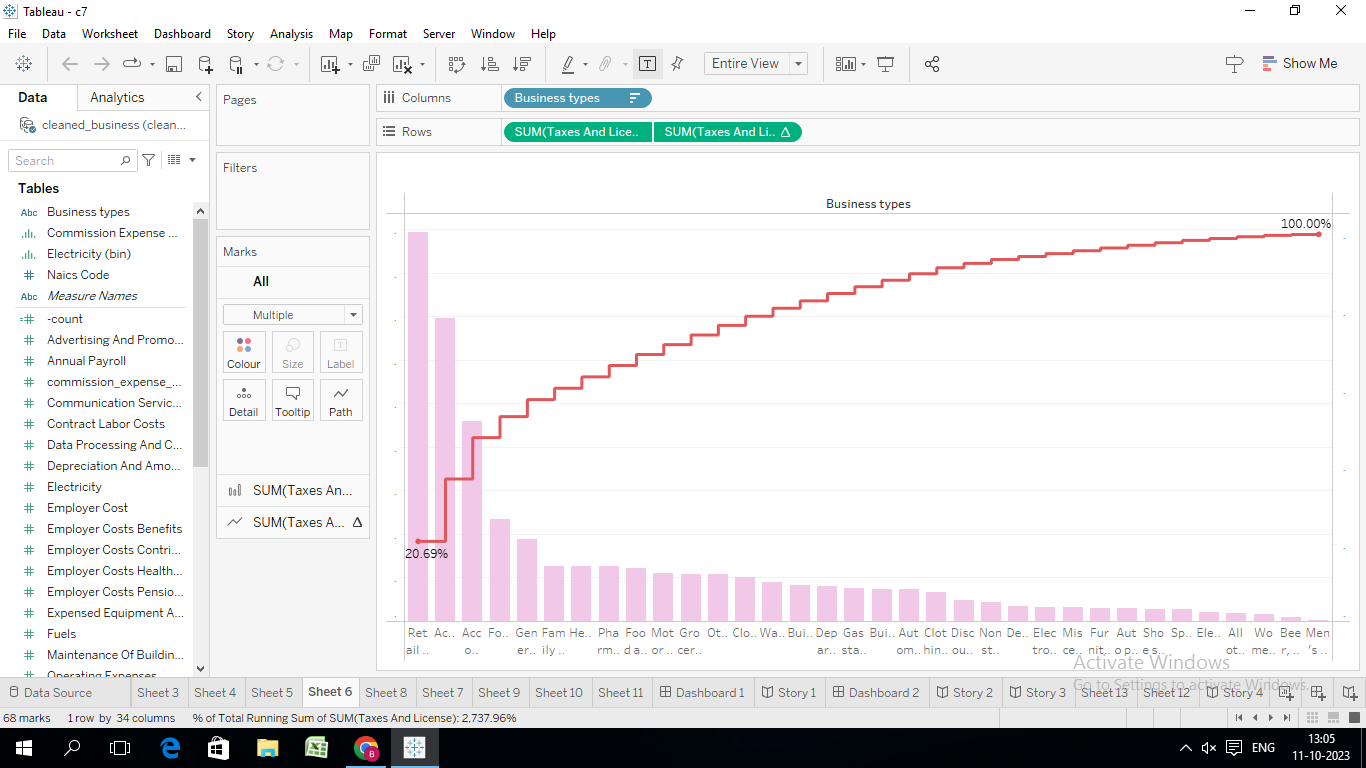 Tableau - c7
File Data Worksheet Dashboard Story Analysis Map Format Server Window Help
Entire View
Show Me
Data Analytics
cleaned_business (clean...
Search
Tables
Abc Business types
Commission Expense ...
Electricity (bin)
# Naics Code
Abc Measure Names
=# -count
# Advertising And Promo...
# Annual Payroll
# commission_expense_...
# Communication Servic...
# Contract Labor Costs
# Data Processing And C...
# Depreciation And Amo...
# Electricity
# Employer Cost
# Employer Costs Benefits
# Employer Costs Contri...
# Employer Costs Health...
# Employer Costs Pensio...
# Expensed Equipment A...
# Fuels
# Maintenance Of Buildin...
# Operating Expenses
Pages
Filters
Marks
All
Multiple
Colour Size Label
Detail Tooltip Path
SUM(Taxes An...
SUM(Taxes A... Δ
Columns Business types
Rows SUM(Taxes And Lice.. SUM(Taxes And Li.. Δ
Business types
100.00%
20.69%
Ret Ac.. Acc Fo.. Gen Fam He.. Pha Foo Mot Gro Ot.. Clo.. Wa.. Bui.. Dep Gas Bui.. Aut Clot Disc Non De.. Elec Mis Fur Aut Sho Sp.. Ele.. All Wo Bee Men
ail .. o.. er.. ily .. rm.. d a.. or .. cer.. ar.. sta.. om.. hin.. ou.. st.. tro.. ce.. nit.. o p.. e s.. ot.. me.. r, .. 's ..
Activate Windows
Go to Settings to activate Windows.
Data Source Sheet 3 Sheet 4 Sheet 5 Sheet 6 Sheet 8 Sheet 7 Sheet 9 Sheet 10 Sheet 11 Dashboard 1 Story 1 Dashboard 2 Story 2 Story 3 Sheet 13 Sheet 12 Story 4
68 marks 1 row by 34 columns % of Total Running Sum of SUM(Taxes And License): 2,737.96%
B
ENG
13:05
11-10-2023